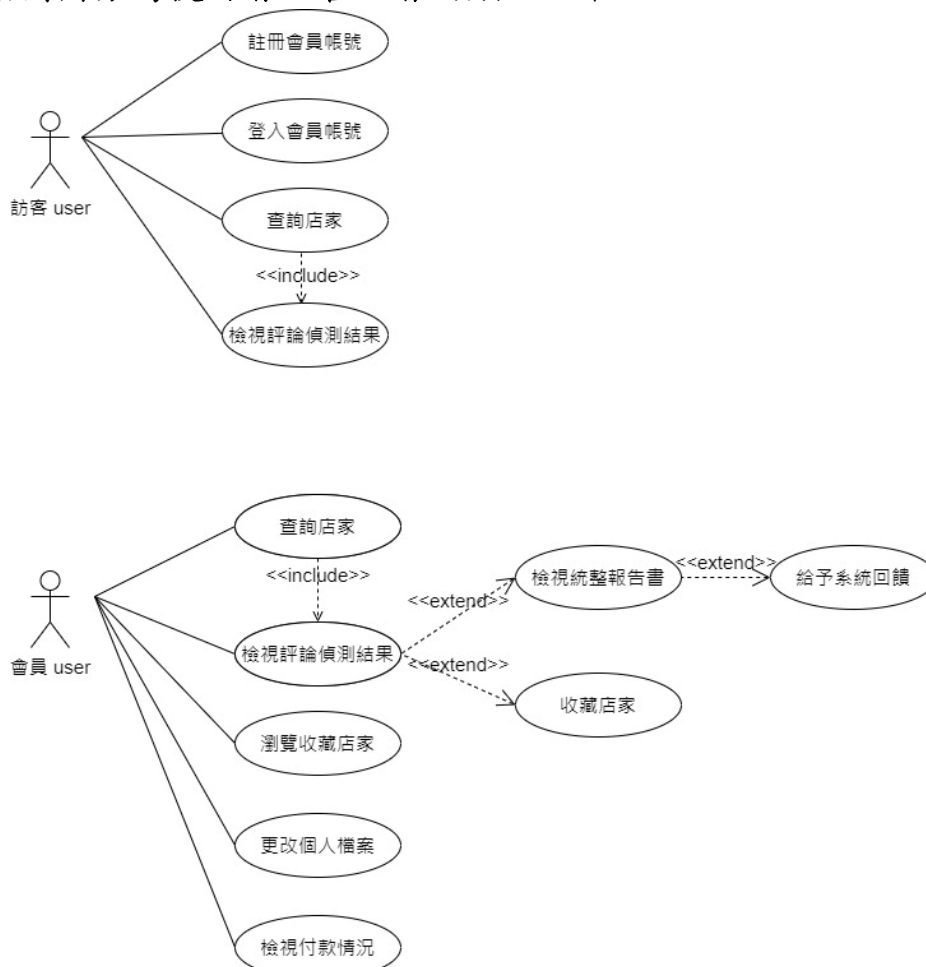 註冊會員帳號
登入會員帳號
訪客 user
查詢店家
<<include>>
檢視評論偵測結果
查詢店家
<<include>>
檢視統整報告書
<<extend>>
給予系統回饋
<<extend>>
會員 user
檢視評論偵測結果
<<extend>>
收藏店家
瀏覽收藏店家
更改個人檔案
檢視付款情況